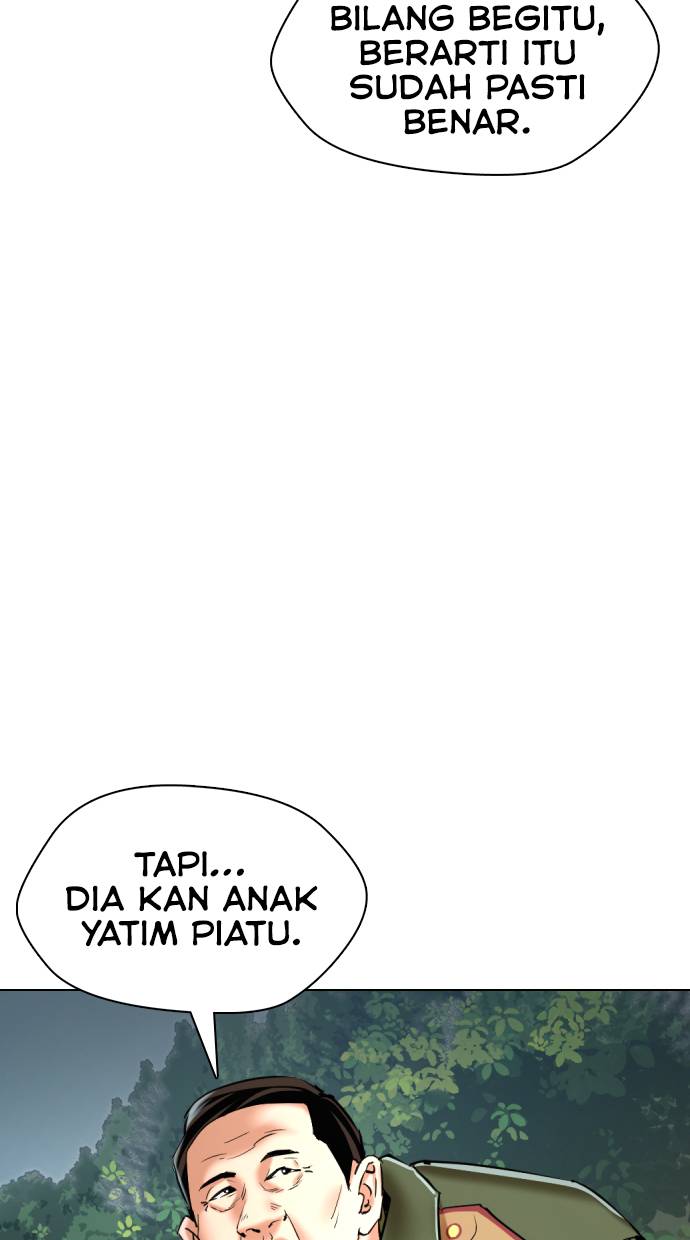 BILANG BEGITU,
BERARTI ITU
SUDAH PASTI
BENAR.
TAPI...
DIA KAN ANAK
YATIM PIATU.